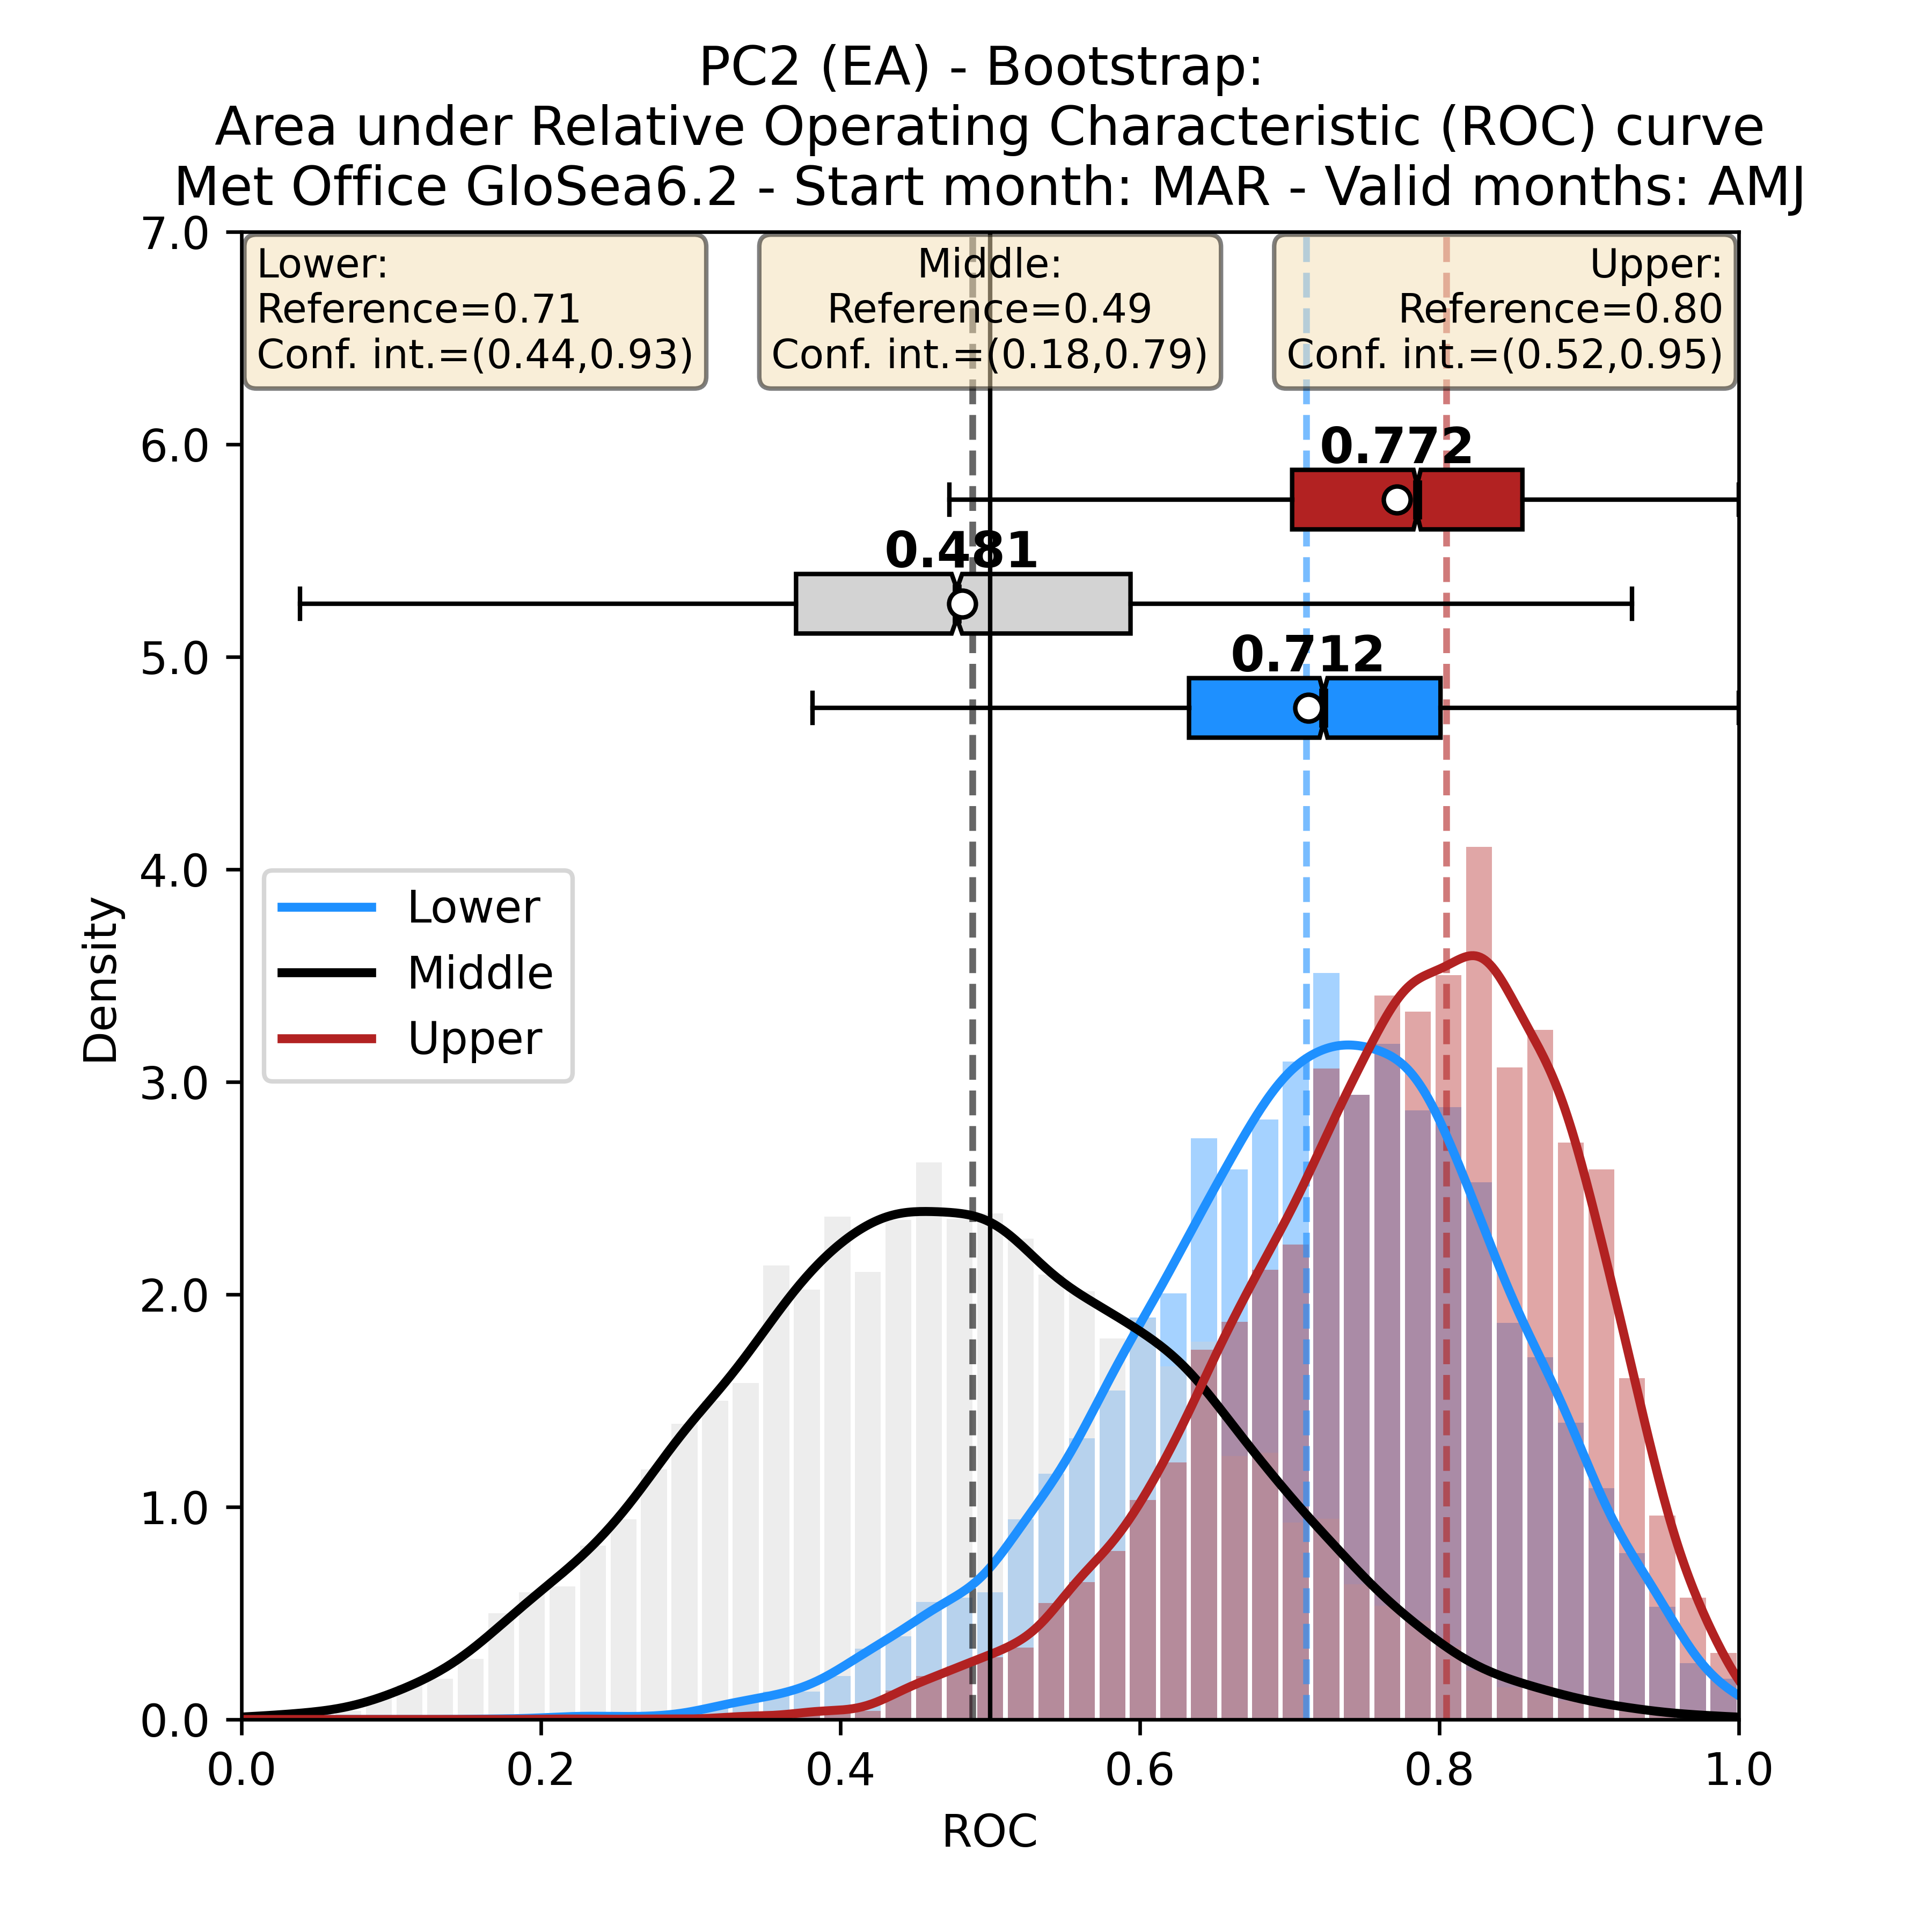 PC2 (EA) - Bootstrap:
Area under Relative Operating Characteristic (ROC) curve
Met Office GloSea6.2 - Start month: MAR - Valid months: AMJ
7.0
Lower:
Reference=0.71
Conf. int.=(0.44,0.93)
Middle:
Reference=0.49
Conf. int.=(0.18,0.79)
Upper:
Reference=0.80
Conf. int.=(0.52,0.95)
6.0
0.772
0.481
5.0
0.712
4.0
Lower
Middle
Upper
Density
3.0
2.0
1.0
0.0
0.0
0.2
0.4
0.6
0.8
1.0
ROC